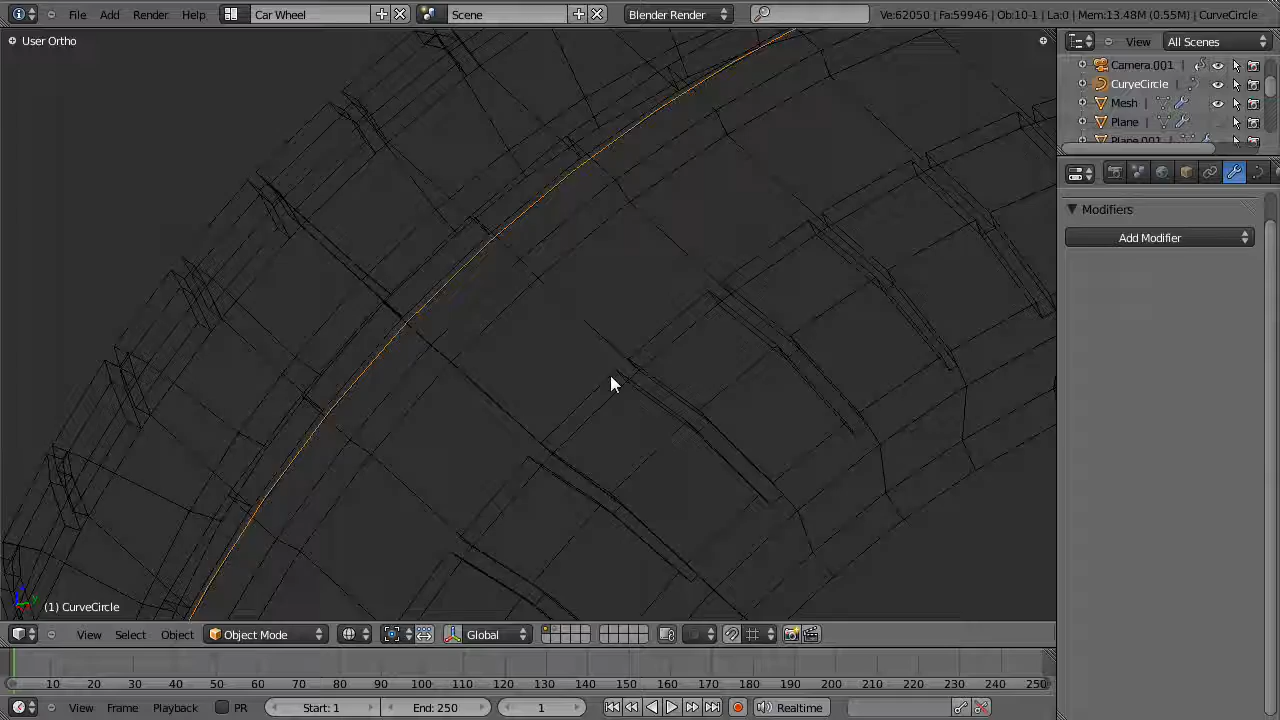 File Add Render Help Car Wheel Scene Blender Render Ve:62050 | Fa:59946 | Ob:10-1 | La:0 | Mem:13.48M (0.55M) | CurveCircle
User Ortho
View All Scenes
Camera.001 |
CurveCircle
Mesh |
Plane |
Plane.001
Modifiers
Add Modifier
(1) CurveCircle
View Select Object Object Mode Global
10 20 30 40 50 60 70 80 90 100 110 120 130 140 150 160 170 180 190 200 210 220 230 240 250
View Frame Playback PR Start: 1 End: 250 1 Realtime